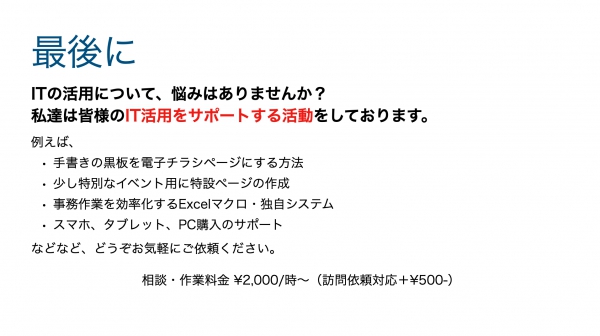 最後に
ITの活用について、悩みはありませんか？
私達は皆様のIT活用をサポートする活動をしております。
例えば、
・手書きの黒板を電子チラシページにする方法
・少し特別なイベント用に特設ページの作成
・事務作業を効率化するExcelマクロ・独自システム
・スマホ、タブレット、PC購入のサポート
などなど、どうぞお気軽にご依頼ください。
相談・作業料金 ¥2,000/時〜（訪問依頼対応＋¥500-）